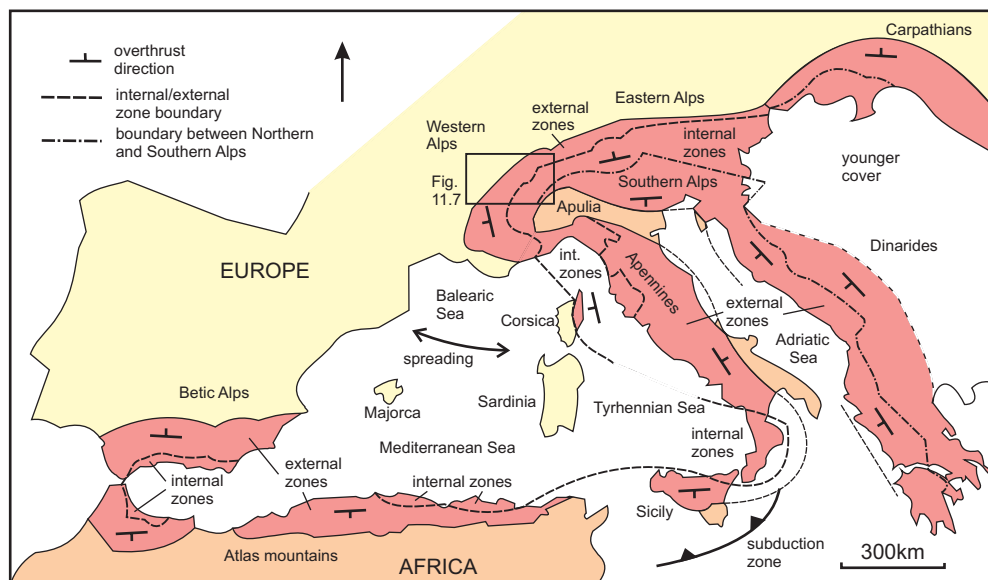 overthrust
direction
internal/external
zone boundary
boundary between Northern
and Southern Alps
Carpathians
Eastern Alps
external
zones
Western
Alps
internal
zones
younger
cover
Fig.
11.7
Southern Alps
Apulia
Dinarides
EUROPE
int.
zones
Apennines
Balearic
Sea
Corsica
external
zones
Adriatic
Sea
spreading
Betic Alps
Majorca
Sardinia
Tyrhennian Sea
Mediterranean Sea
internal
zones
external
zones
internal
zones
internal zones
Sicily
Atlas mountains
AFRICA
subduction
zone
300km